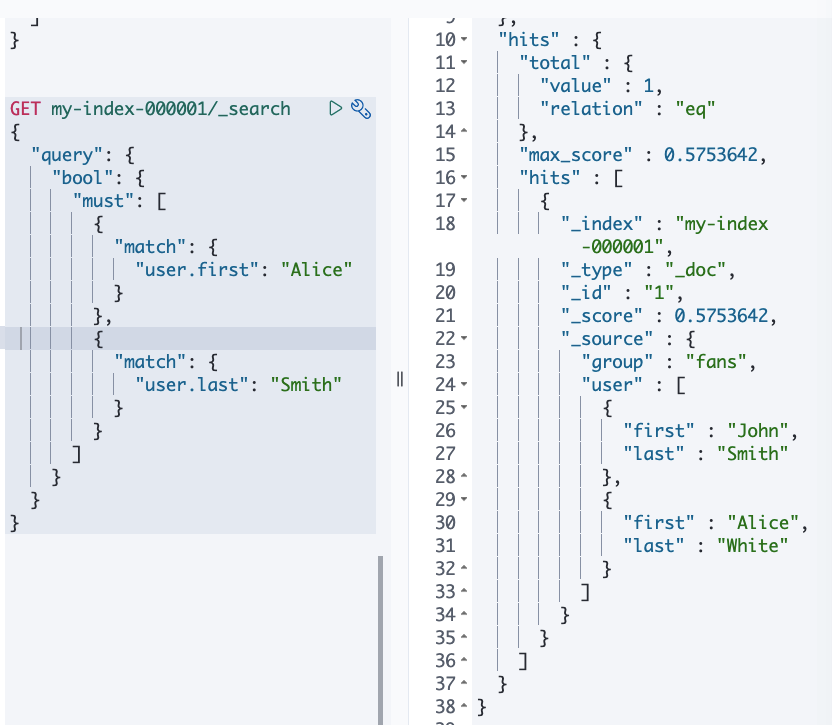 ]
}
GET my-index-000001/_search
{
"query": {
"bool": {
"must": [
{
"match": {
"user.first": "Alice"
}
},
{
"match": {
"user.last": "Smith"
}
}
]
}
}
}
9 },
10 "hits" : {
11 "total" : {
12 "value" : 1,
13 "relation" : "eq"
14 },
15 "max_score" : 0.5753642,
16 "hits" : [
17 {
18 "_index" : "my-index
-000001",
19 "_type" : "_doc",
20 "_id" : "1",
21 "_score" : 0.5753642,
22 "_source" : {
23 "group" : "fans",
24 "user" : [
25 {
26 "first" : "John",
27 "last" : "Smith"
28 },
29 {
30 "first" : "Alice",
31 "last" : "White"
32 }
33 ]
34 }
35 }
36 ]
37 }
38 }